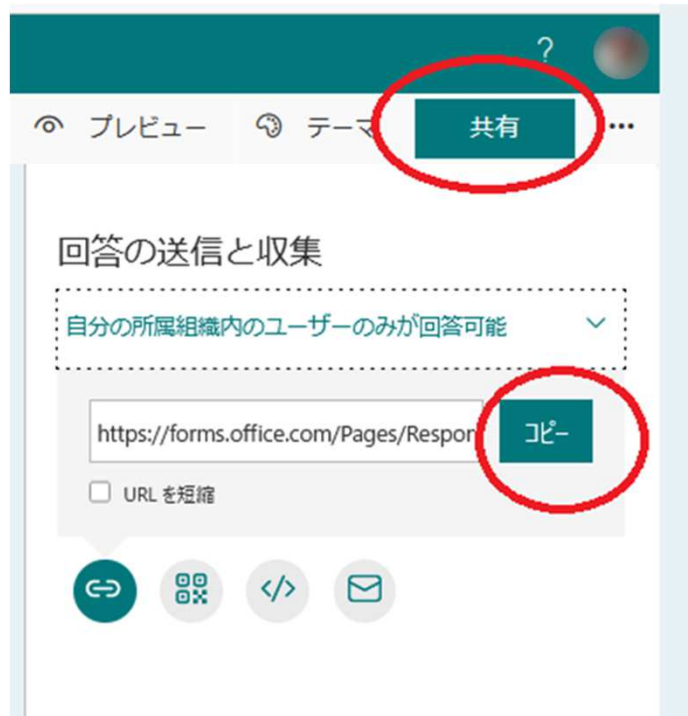 ?
プレビュー テーマ 共有 ...
回答の送信と収集
自分の所属組織内のユーザーのみが回答可能
https://forms.office.com/Pages/Respor コピー
URL を短縮
</>